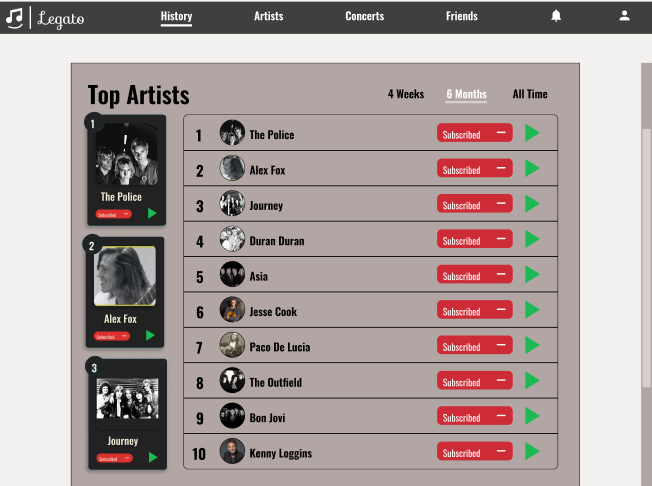 Legato
History
Artists
Concerts
Friends
Top Artists
4 Weeks
6 Months
All Time
1
The Police
Subscribed
2
Alex Fox
Subscribed
3
Journey
Subscribed
1 The Police Subscribed
2 Alex Fox Subscribed
3 Journey Subscribed
4 Duran Duran Subscribed
5 Asia Subscribed
6 Jesse Cook Subscribed
7 Paco De Lucia Subscribed
8 The Outfield Subscribed
9 Bon Jovi Subscribed
10 Kenny Loggins Subscribed